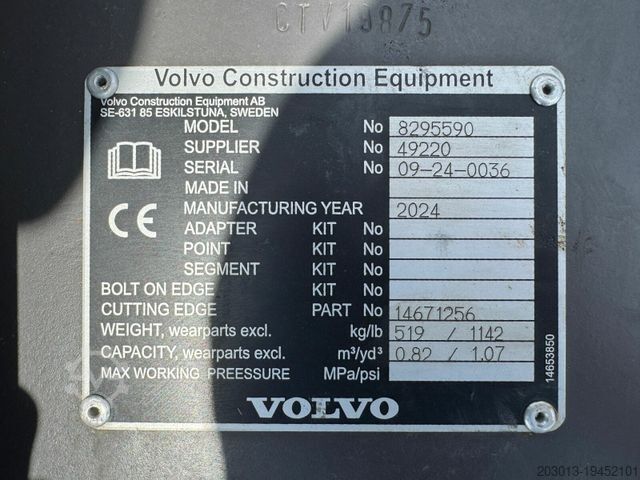 CTV13875
Volvo Construction Equipment
Volvo Construction Equipment AB
SE-631 85 ESKILSTUNA, SWEDEN
MODEL No 8295590
SUPPLIER No 49220
SERIAL No 09-24-0036
MADE IN
MANUFACTURING YEAR 2024
ADAPTER KIT No
POINT KIT No
SEGMENT KIT No
BOLT ON EDGE KIT No
CUTTING EDGE PART No 14671256
WEIGHT, wearparts excl. kg/lb 519 / 1142
CAPACITY, wearparts excl. m³/yd³ 0.82 / 1.07
MAX WORKING PREESSURE MPa/psi
14653850
CE
VOLVO
203013-19452101